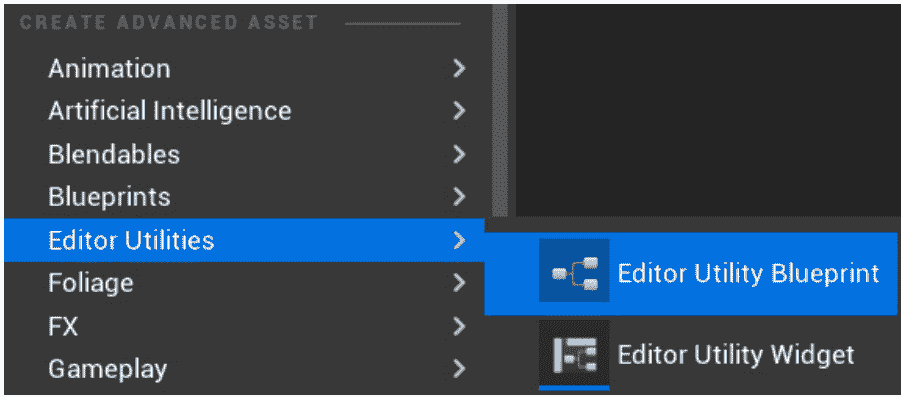 CREATE ADVANCED ASSET
Animation
Artificial Intelligence
Blendables
Blueprints
Editor Utilities
Foliage
FX
Gameplay
Editor Utility Blueprint
Editor Utility Widget